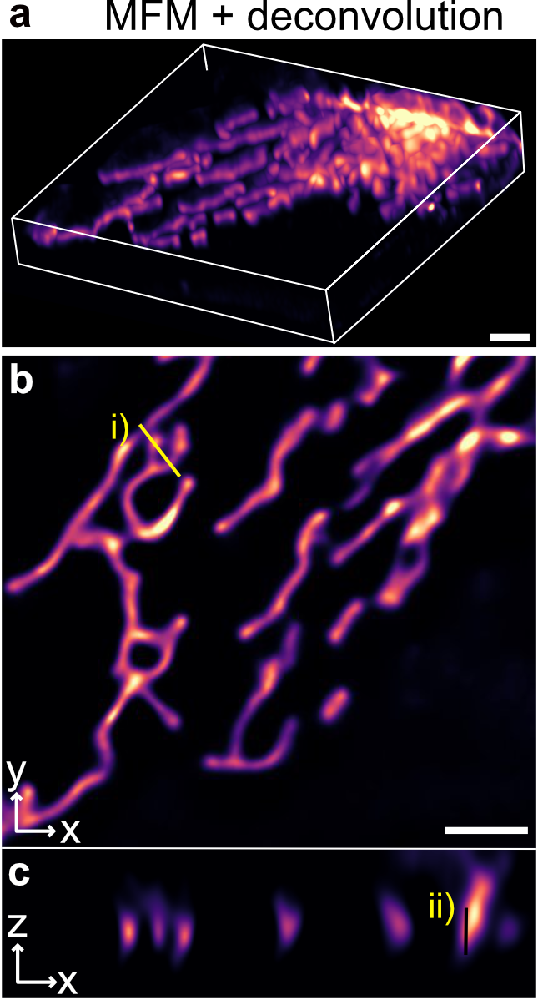 a MFM + deconvolution
b
i)
y
x
c
ii)
z
x